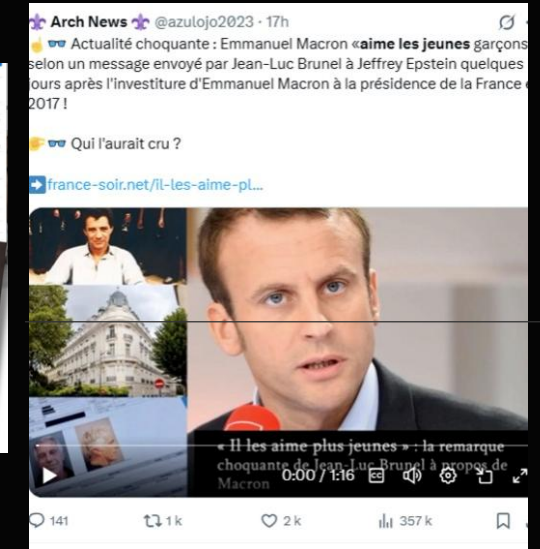 Arch News @azulojo2023 · 17h
Actualité choquante : Emmanuel Macron «aime les jeunes garçons
selon un message envoyé par Jean-Luc Brunel à Jeffrey Epstein quelques
jours après l'investiture d'Emmanuel Macron à la présidence de la France
2017 !
Qui l'aurait cru ?
france-soir.net/il-les-aime-pl...
« Il les aime plus jeunes » : la remarque
choquante de Jean-Luc Brunel à propos de
Macron
0:00 / 1:16
CC
141
1 k
2 k
357 k